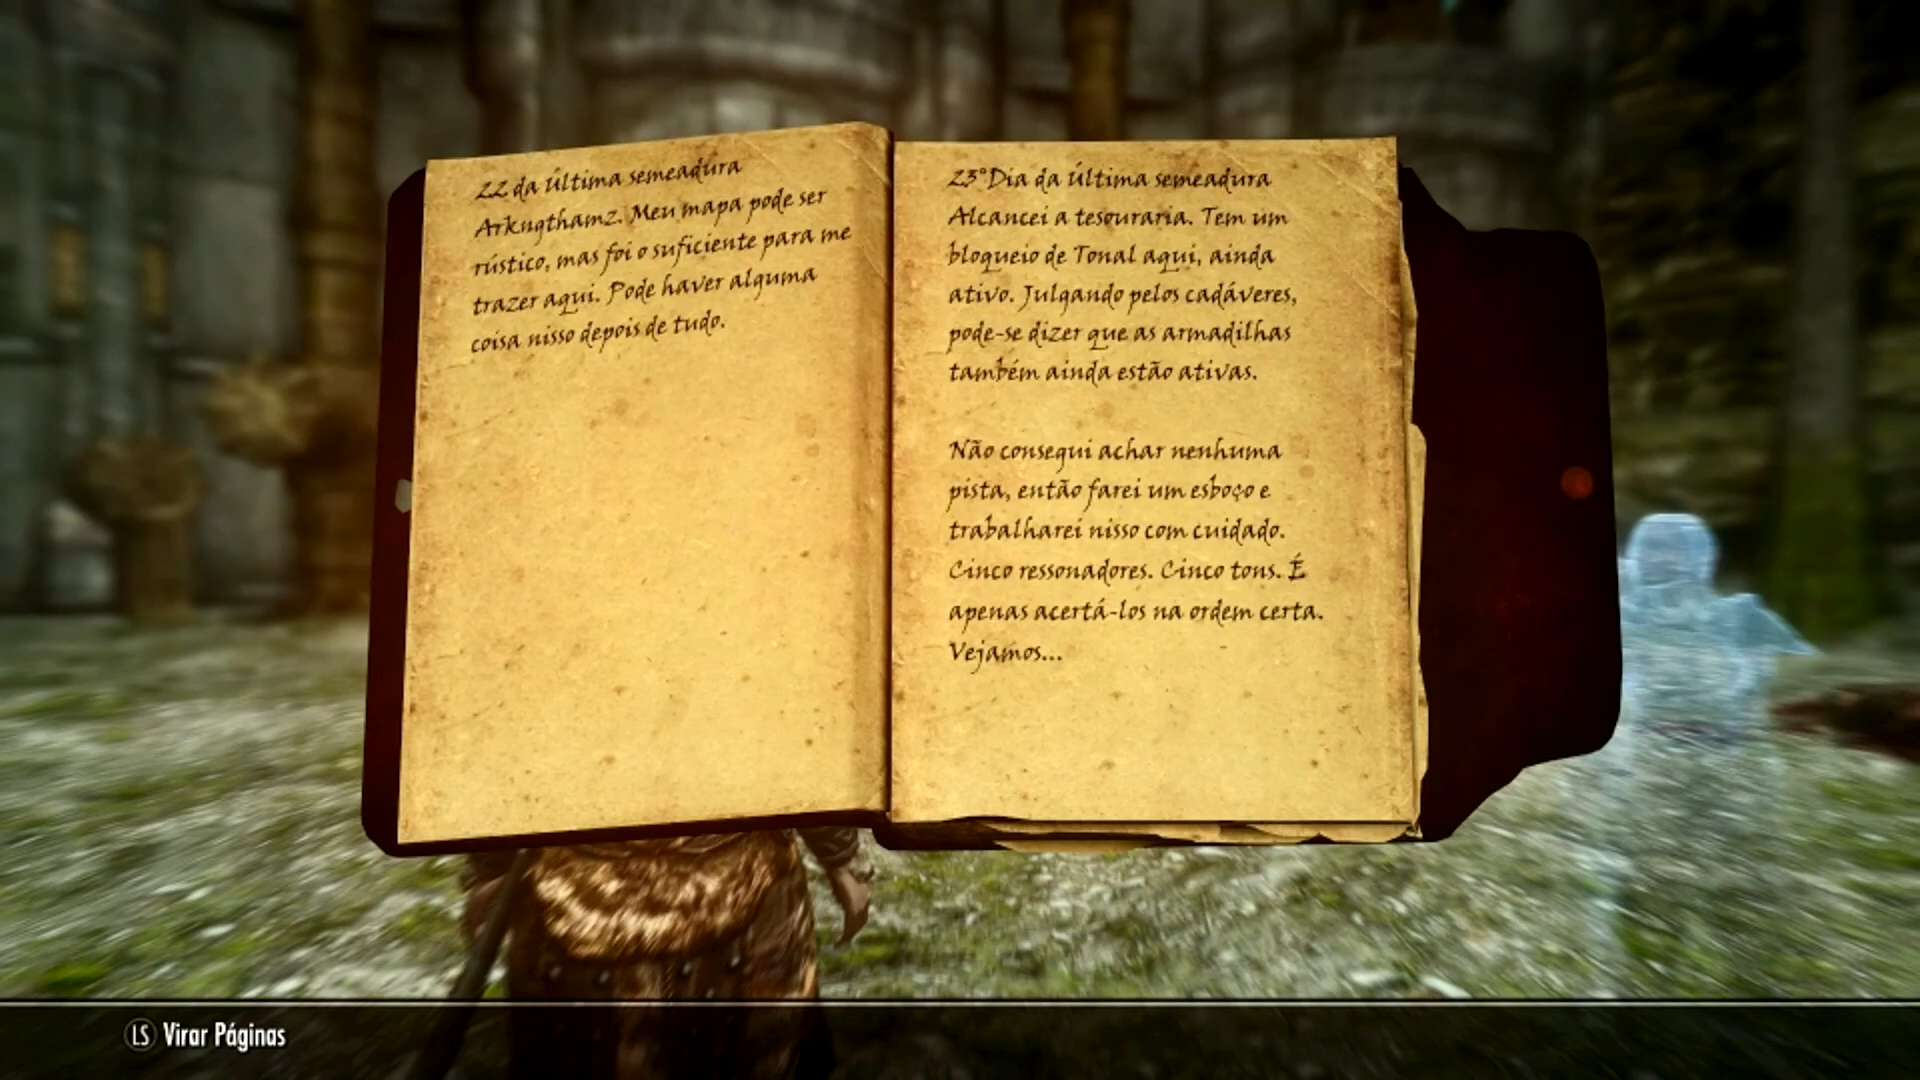 22 da Última semeadura
Arkngthamz. Meu mapa pode ser
rústico, mas foi o suficiente para me
trazer aqui. Pode haver alguma
coisa nisso depois de tudo.
23°Dia da Última semeadura
Alcancei a tesouraria. Tem um
bloqueio de Tonal aqui, ainda
ativo. Julgando pelos cadáveres,
pode-se dizer que as armadilhas
também ainda estão ativas.
Não consegui achar nenhuma
pista, então farei um esboço e
trabalharei nisso com cuidado.
Cinco ressonadores. Cinco tons. É
apenas acertá-los na ordem certa.
Vejamos...
LS Virar Páginas